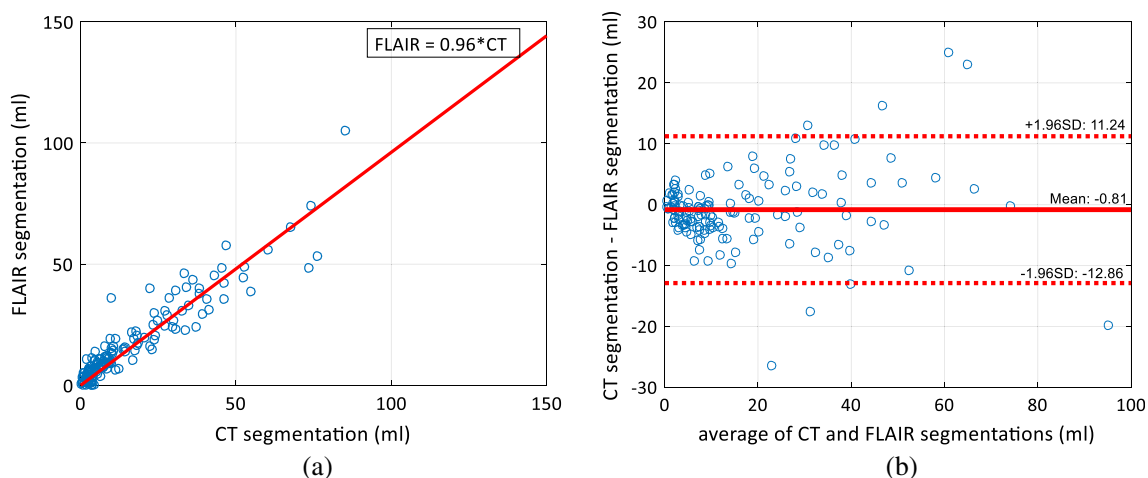 FLAIR segmentation (ml)
150
100
50
0
FLAIR = 0.96*CT
0
50
100
150
CT segmentation (ml)
(a)
CT segmentation - FLAIR segmentation (ml)
30
20
10
0
-10
-20
-30
+1.96SD: 11.24
Mean: -0.81
-1.96SD: -12.86
0
20
40
60
80
100
average of CT and FLAIR segmentations (ml)
(b)